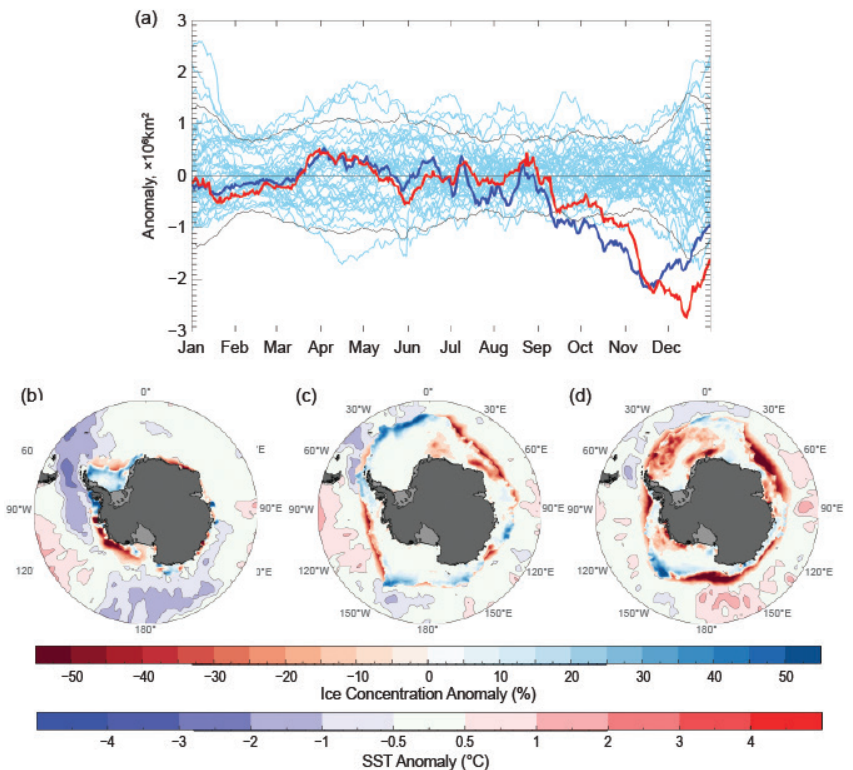 (a)
3
2
1
0
−1
−2
−3
Anomaly, ×10⁶km²
Jan Feb Mar Apr May Jun Jul Aug Sep Oct Nov Dec
(b) (c) (d)
0° 0° 0°
30°W 30°E 30°W 30°E
60 °E 60°W 60°E 60°W 60°E
90°W 90°E 90°W 90°E 90°W 90°E
120 0°E 120°W 120°E 120°W 120°E
150°W 150°E 150°W 150°E
180° 180° 180°
−50 −40 −30 −20 −10 0 10 20 30 40 50
Ice Concentration Anomaly (%)
−4 −3 −2 −1 −0.5 0.5 1 2 3 4
SST Anomaly (°C)